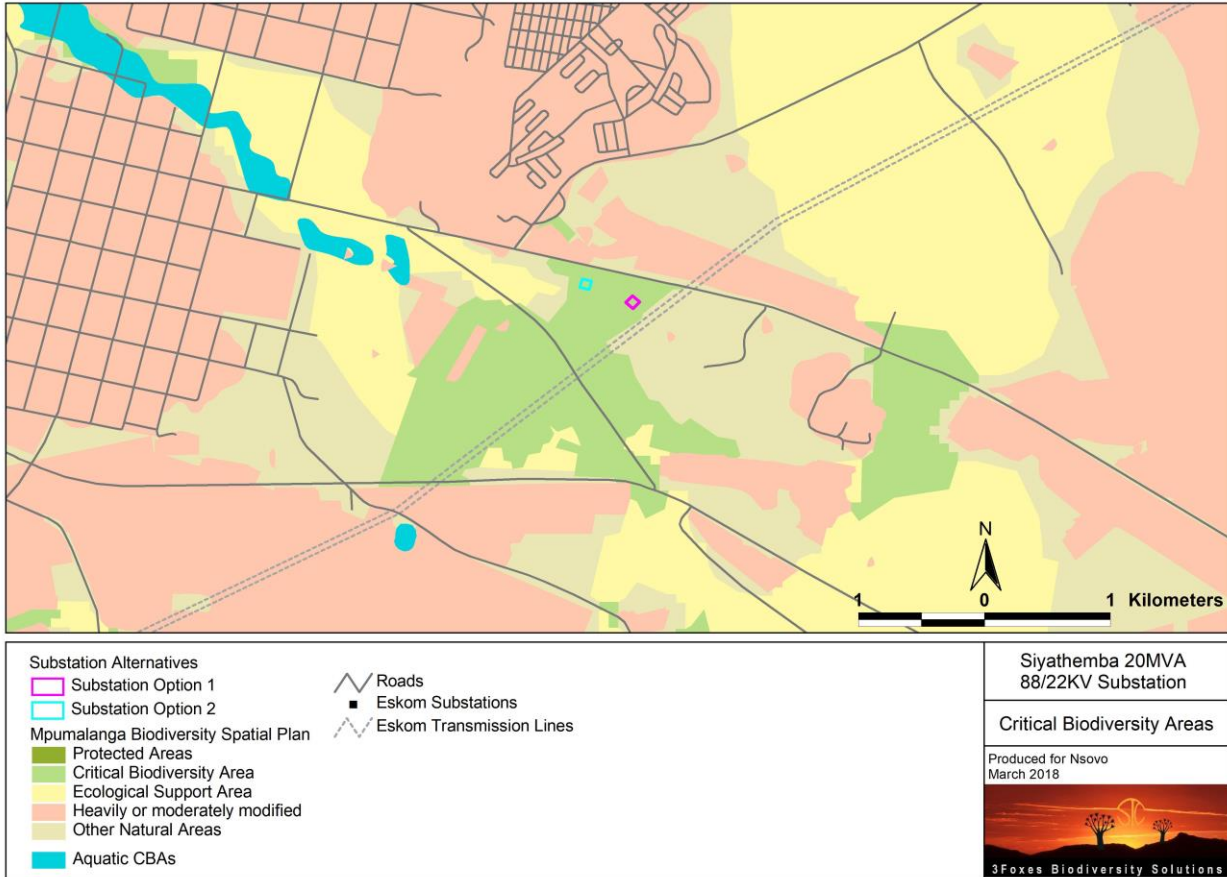 N
1 0 1 Kilometers
Substation Alternatives
Substation Option 1
Substation Option 2
Mpumalanga Biodiversity Spatial Plan
Protected Areas
Critical Biodiversity Area
Ecological Support Area
Heavily or moderately modified
Other Natural Areas
Aquatic CBAs
Roads
Eskom Substations
Eskom Transmission Lines
Siyathemba 20MVA
88/22KV Substation
Critical Biodiversity Areas
Produced for Nsovo
March 2018
3Foxes Biodiversity Solutions